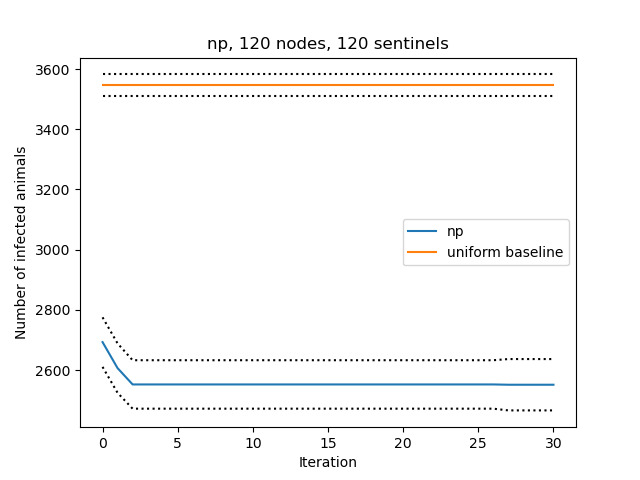 np, 120 nodes, 120 sentinels
Number of infected animals
3600
3400
3200
3000
2800
2600
np
uniform baseline
0
5
10
15
20
25
30
Iteration